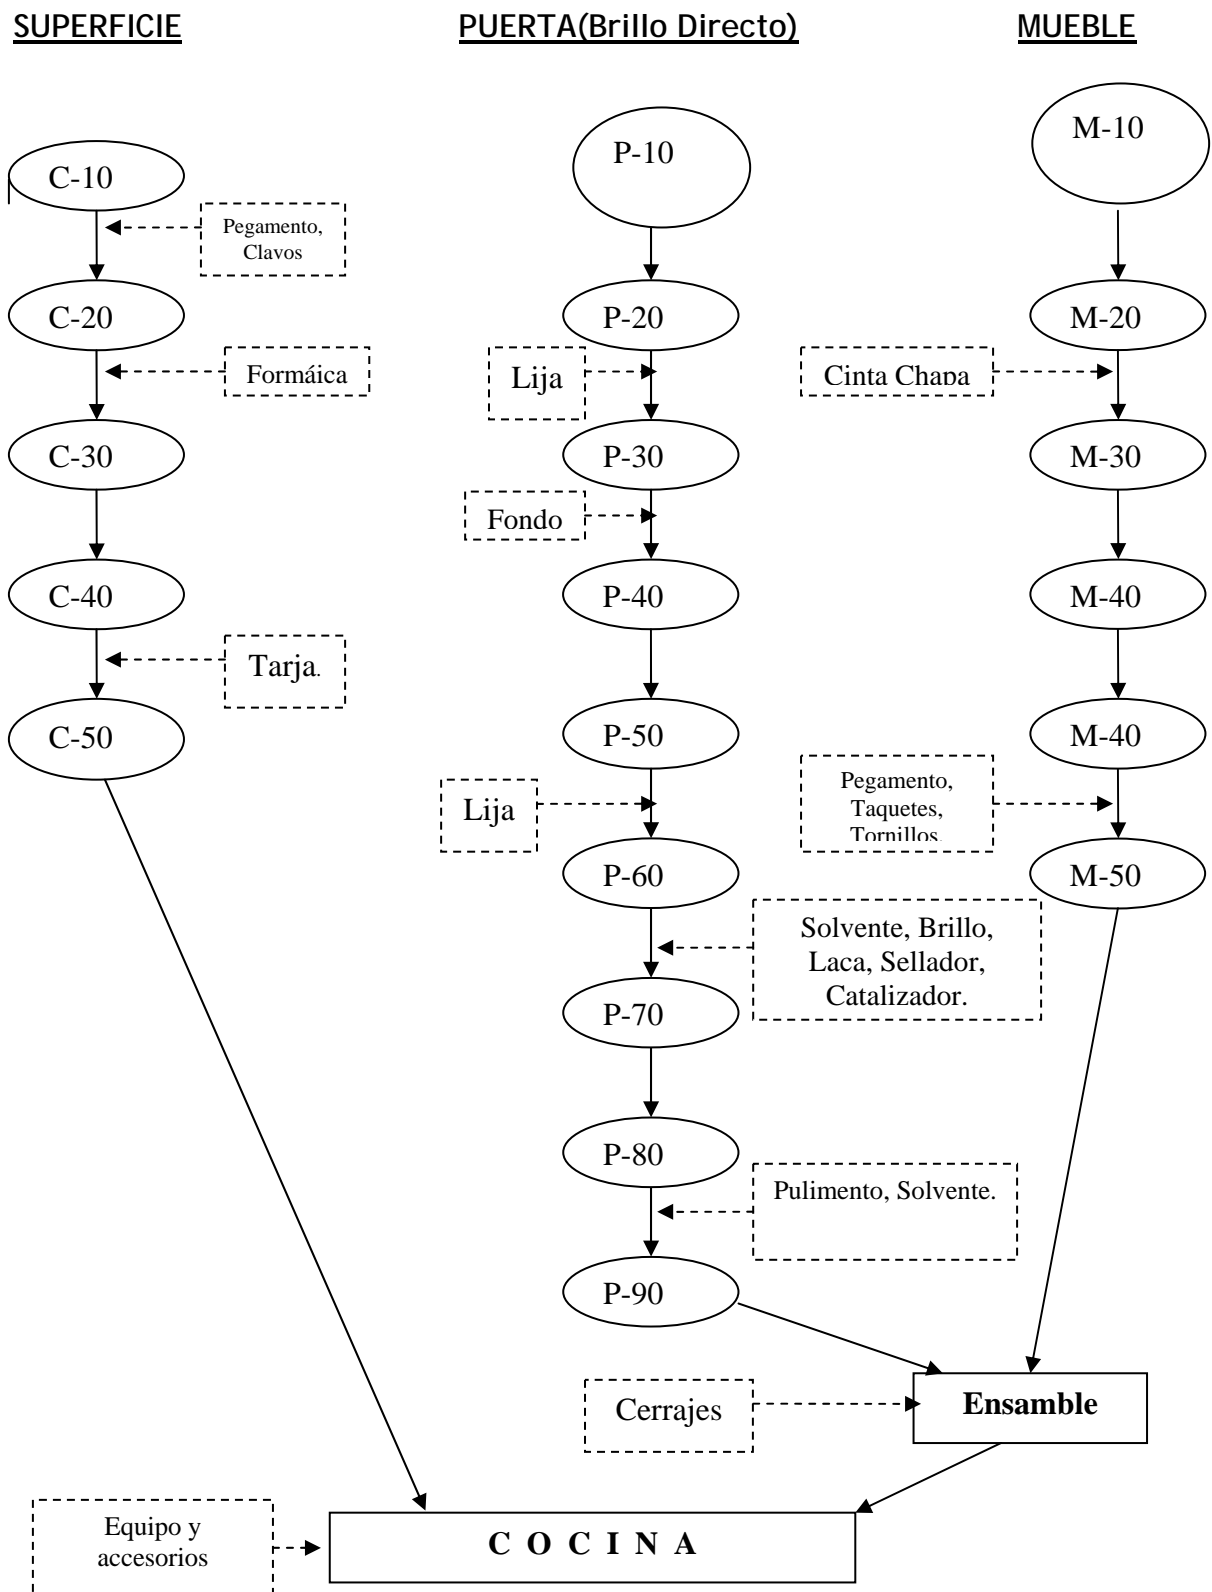 SUPERFICIE
PUERTA(Brillo Directo)
MUEBLE
C-10
Pegamento,
Clavos
C-20
Formáica
C-30
C-40
Tarja.
C-50
P-10
P-20
Lija
P-30
Fondo
P-40
P-50
Lija
P-60
Solvente, Brillo,
Laca, Sellador,
Catalizador.
P-70
P-80
Pulimento, Solvente.
P-90
M-10
M-20
Cinta Chapa
M-30
M-40
M-40
Pegamento,
Taquetes,
Tornillos.
M-50
Cerrajes
Ensamble
Equipo y
accesorios
C O C I N A